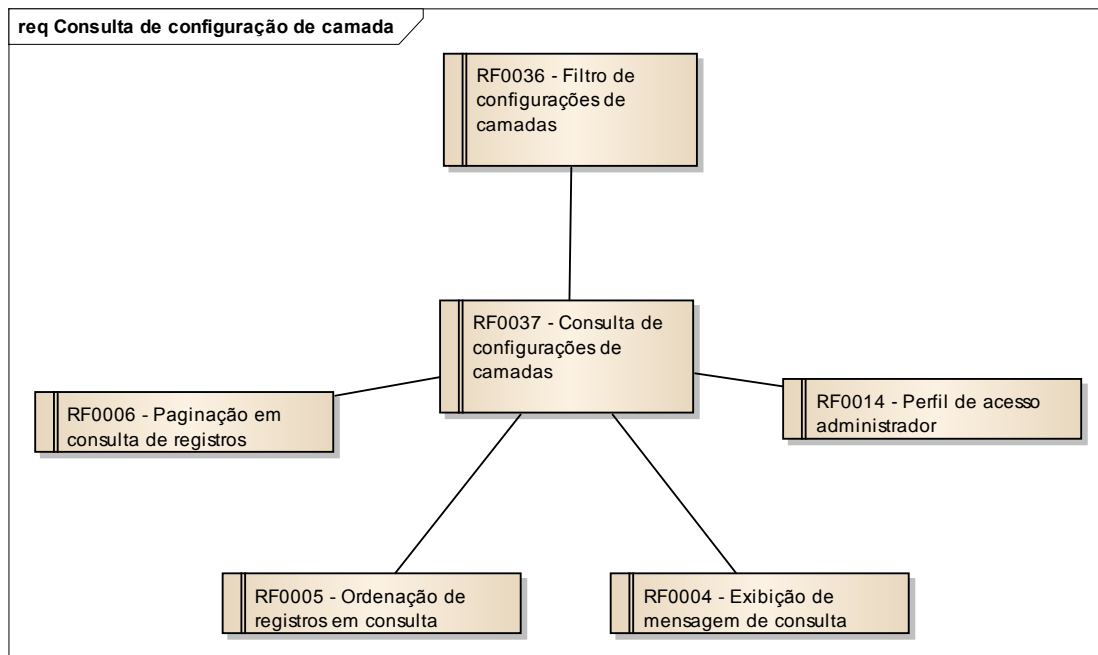 req Consulta de configuração de camada
RF0036 - Filtro de
configurações de
camadas
RF0037 - Consulta de
configurações de
camadas
RF0006 - Paginação em
consulta de registros
RF0014 - Perfil de acesso
administrador
RF0005 - Ordenação de
registros em consulta
RF0004 - Exibição de
mensagem de consulta